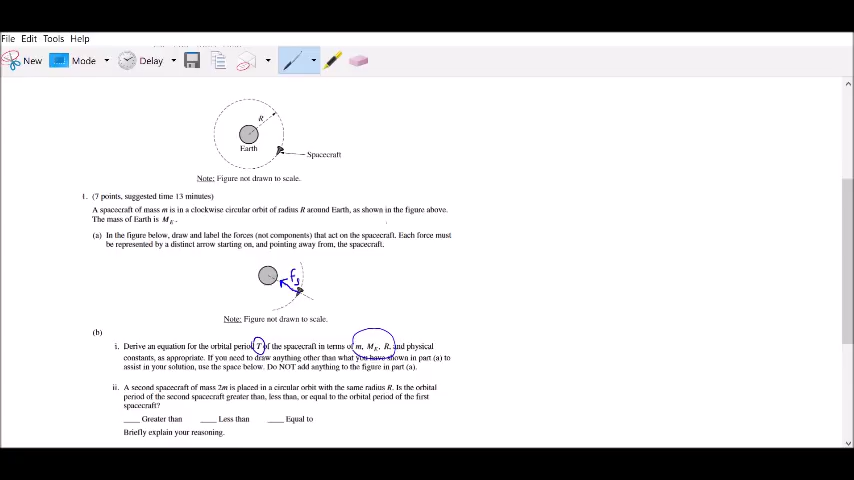 File Edit Tools Help
New Mode Delay
R
Earth
Spacecraft
Note: Figure not drawn to scale.
1. (7 points, suggested time 13 minutes)
A spacecraft of mass m is in a clockwise circular orbit of radius R around Earth, as shown in the figure above.
The mass of Earth is M_E.
(a) In the figure below, draw and label the forces (not components) that act on the spacecraft. Each force must
be represented by a distinct arrow starting on, and pointing away from, the spacecraft.
Fg
Note: Figure not drawn to scale.
(b)
i. Derive an equation for the orbital period T of the spacecraft in terms of m, M_E, R, and physical
constants, as appropriate. If you need to draw anything other than what you have shown in part (a) to
assist in your solution, use the space below. Do NOT add anything to the figure in part (a).
ii. A second spacecraft of mass 2m is placed in a circular orbit with the same radius R. Is the orbital
period of the second spacecraft greater than, less than, or equal to the orbital period of the first
spacecraft?
____ Greater than ____ Less than ____ Equal to
Briefly explain your reasoning.